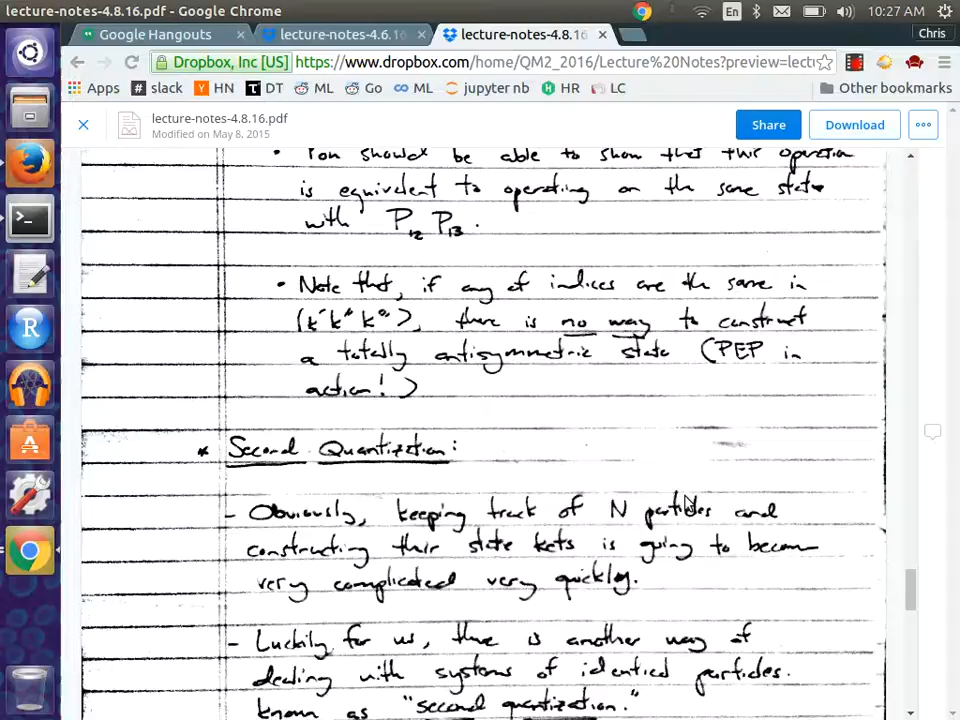 lecture-notes-4.8.16.pdf - Google Chrome
En
10:27 AM
Google Hangouts
lecture-notes-4.6.16
lecture-notes-4.8.16
Chris
Dropbox, Inc [US]
https://www.dropbox.com/home/QM2_2016/Lecture%20Notes?preview=lectu
Apps
slack
HN
DT
ML
Go
ML
jupyter nb
HR
LC
Other bookmarks
lecture-notes-4.8.16.pdf
Modified on May 8, 2015
Share
Download
• You should be able to show that this operation
is equivalent to operating on the same state
with P₁₂ P₁₃.
• Note that, if any of indices are the same in
|k' k'' k'''>, there is no way to construct
a totally antisymmetric state (PEP in
action!)
* Second Quantization:
- Obviously, keeping track of N particles and
constructing their state kets is going to become
very complicated very quickly.
- Luckily for us, there is another way of
dealing with systems of identical particles
known as "second quantization."